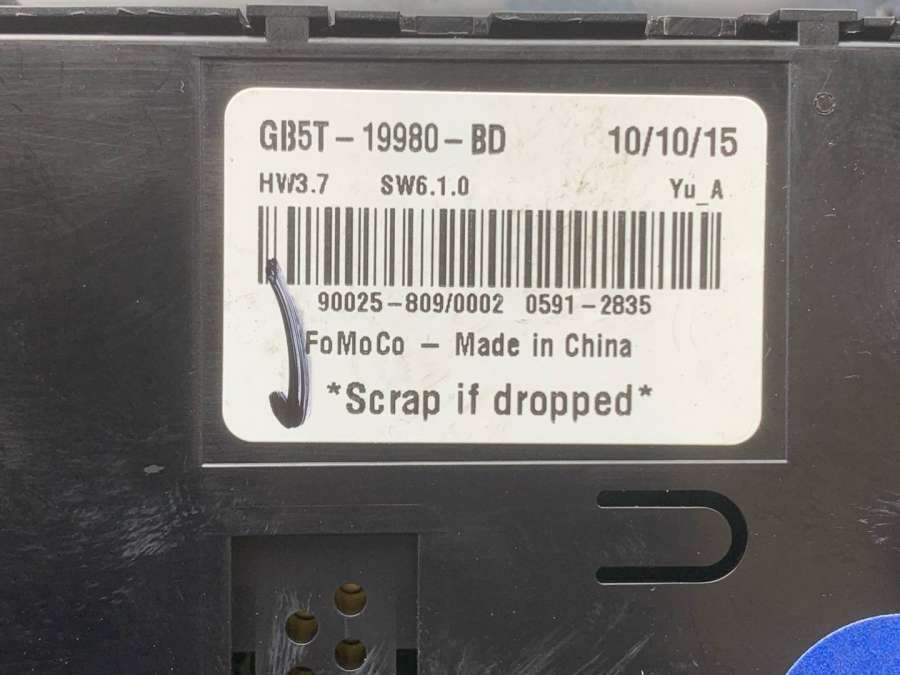 GB5T-19980-BD 10/10/15
HW3.7 SW6.1.0 Yu_A
90025-809/0002 0591-2835
FoMoCo - Made in China
*Scrap if dropped*